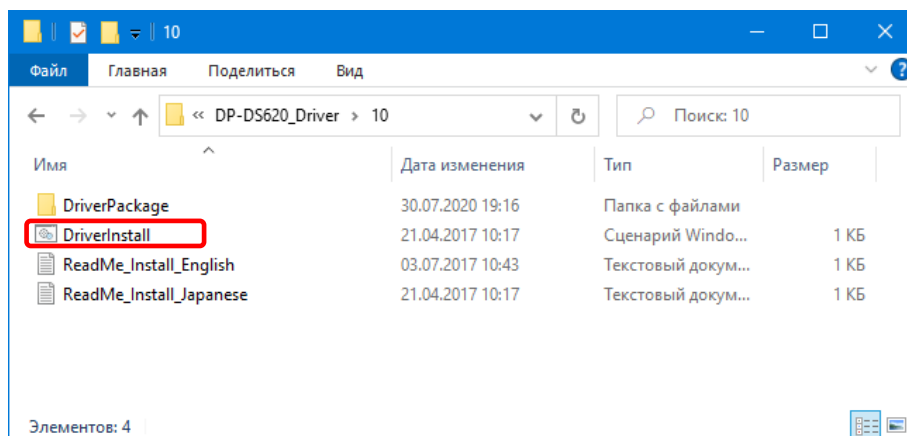 10
Файл Главная Поделиться Вид
« DP-DS620_Driver › 10 Поиск: 10
Имя Дата изменения Тип Размер
DriverPackage 30.07.2020 19:16 Папка с файлами
DriverInstall 21.04.2017 10:17 Сценарий Windo... 1 КБ
ReadMe_Install_English 03.07.2017 10:43 Текстовый докум... 1 КБ
ReadMe_Install_Japanese 21.04.2017 10:17 Текстовый докум... 1 КБ
Элементов: 4